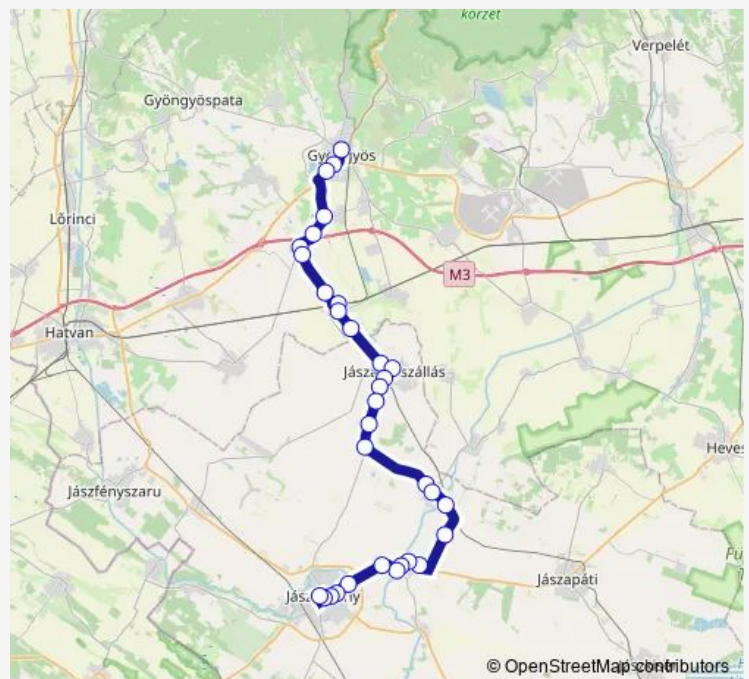 körzet
Verpelét
Gyöngyöspata
Lőrinci
M3
Hatvan
Heves
Jászfényszaru
Jászapáti
© OpenStreetMap contributors